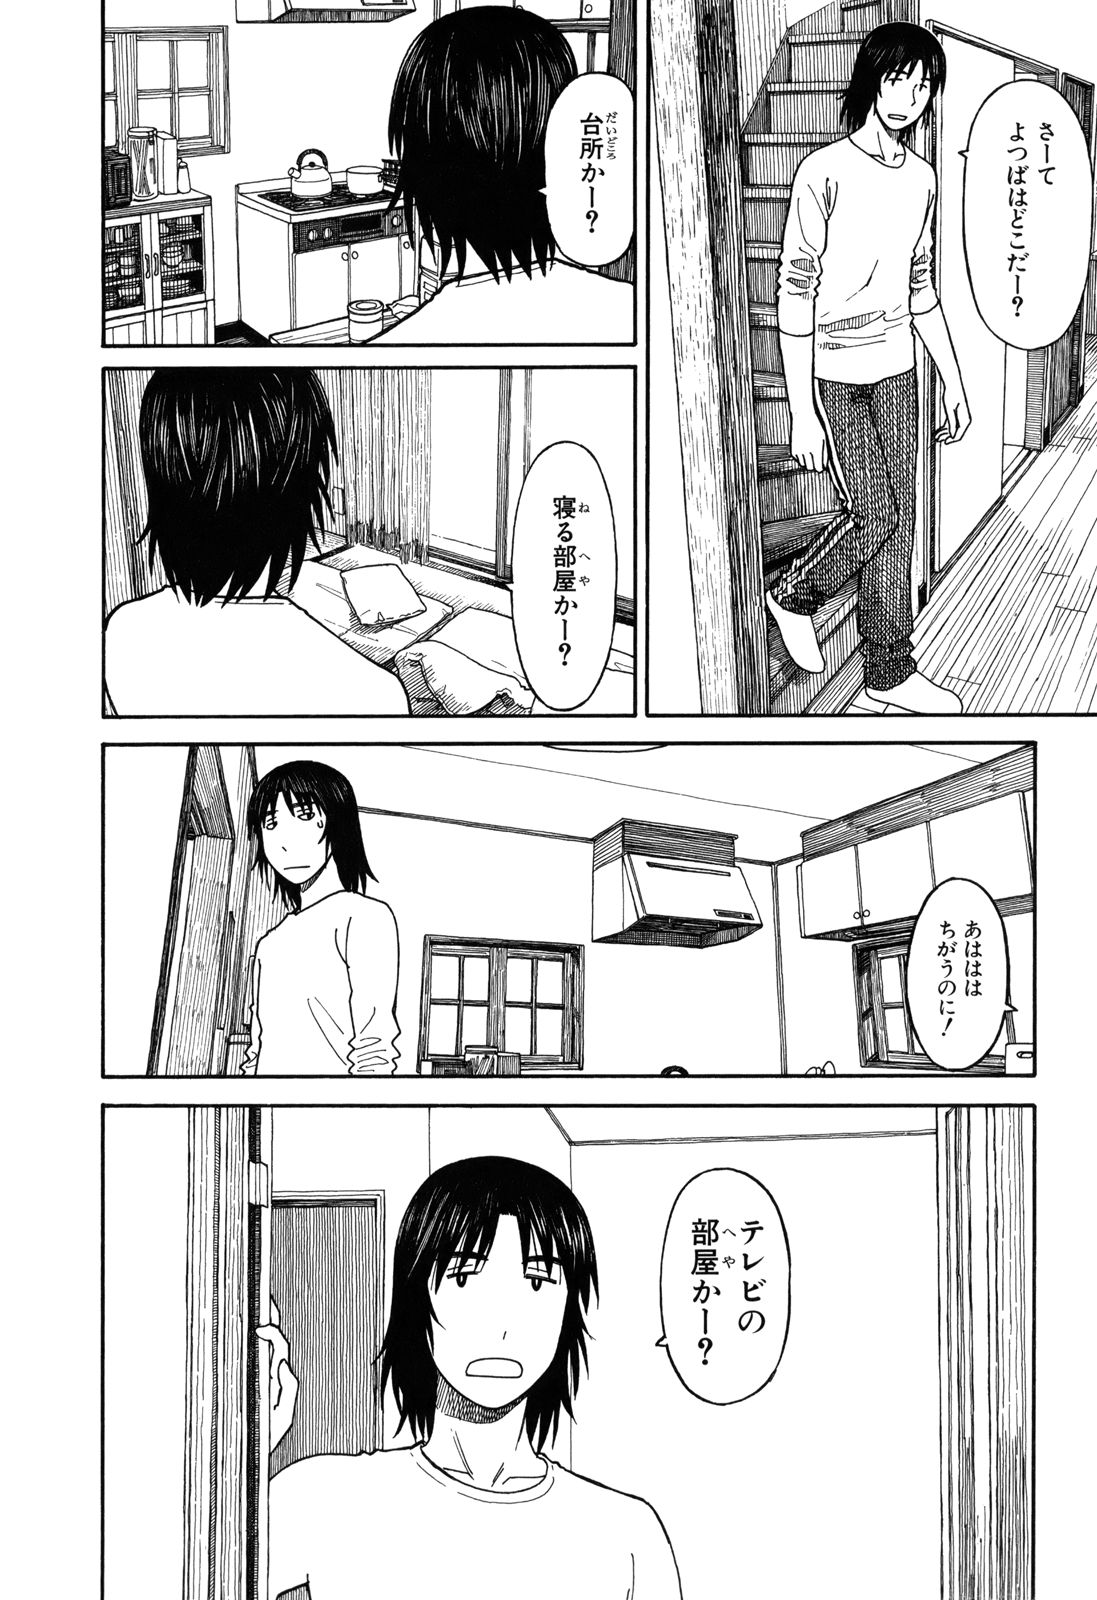 さーて
よつばはどこだー？
台所かー？
だいどころ
寝る部屋かー？
ね
へや
あははは
ちがうのに！
テレビの
部屋かー？
へや